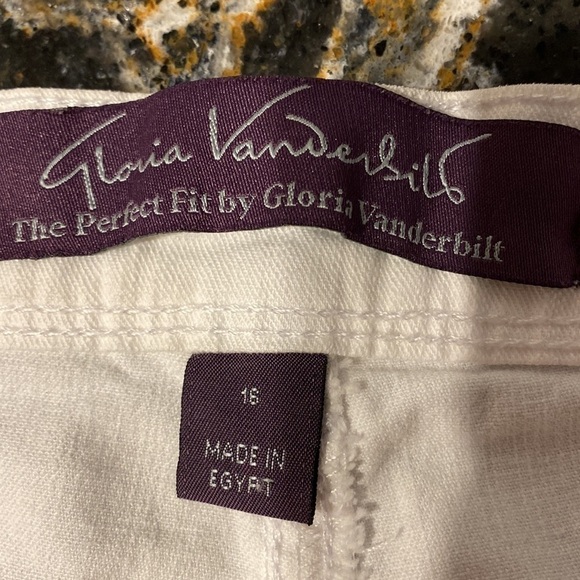 Gloria Vanderbilt
The Perfect Fit by Gloria Vanderbilt
16
MADE IN
EGYPT